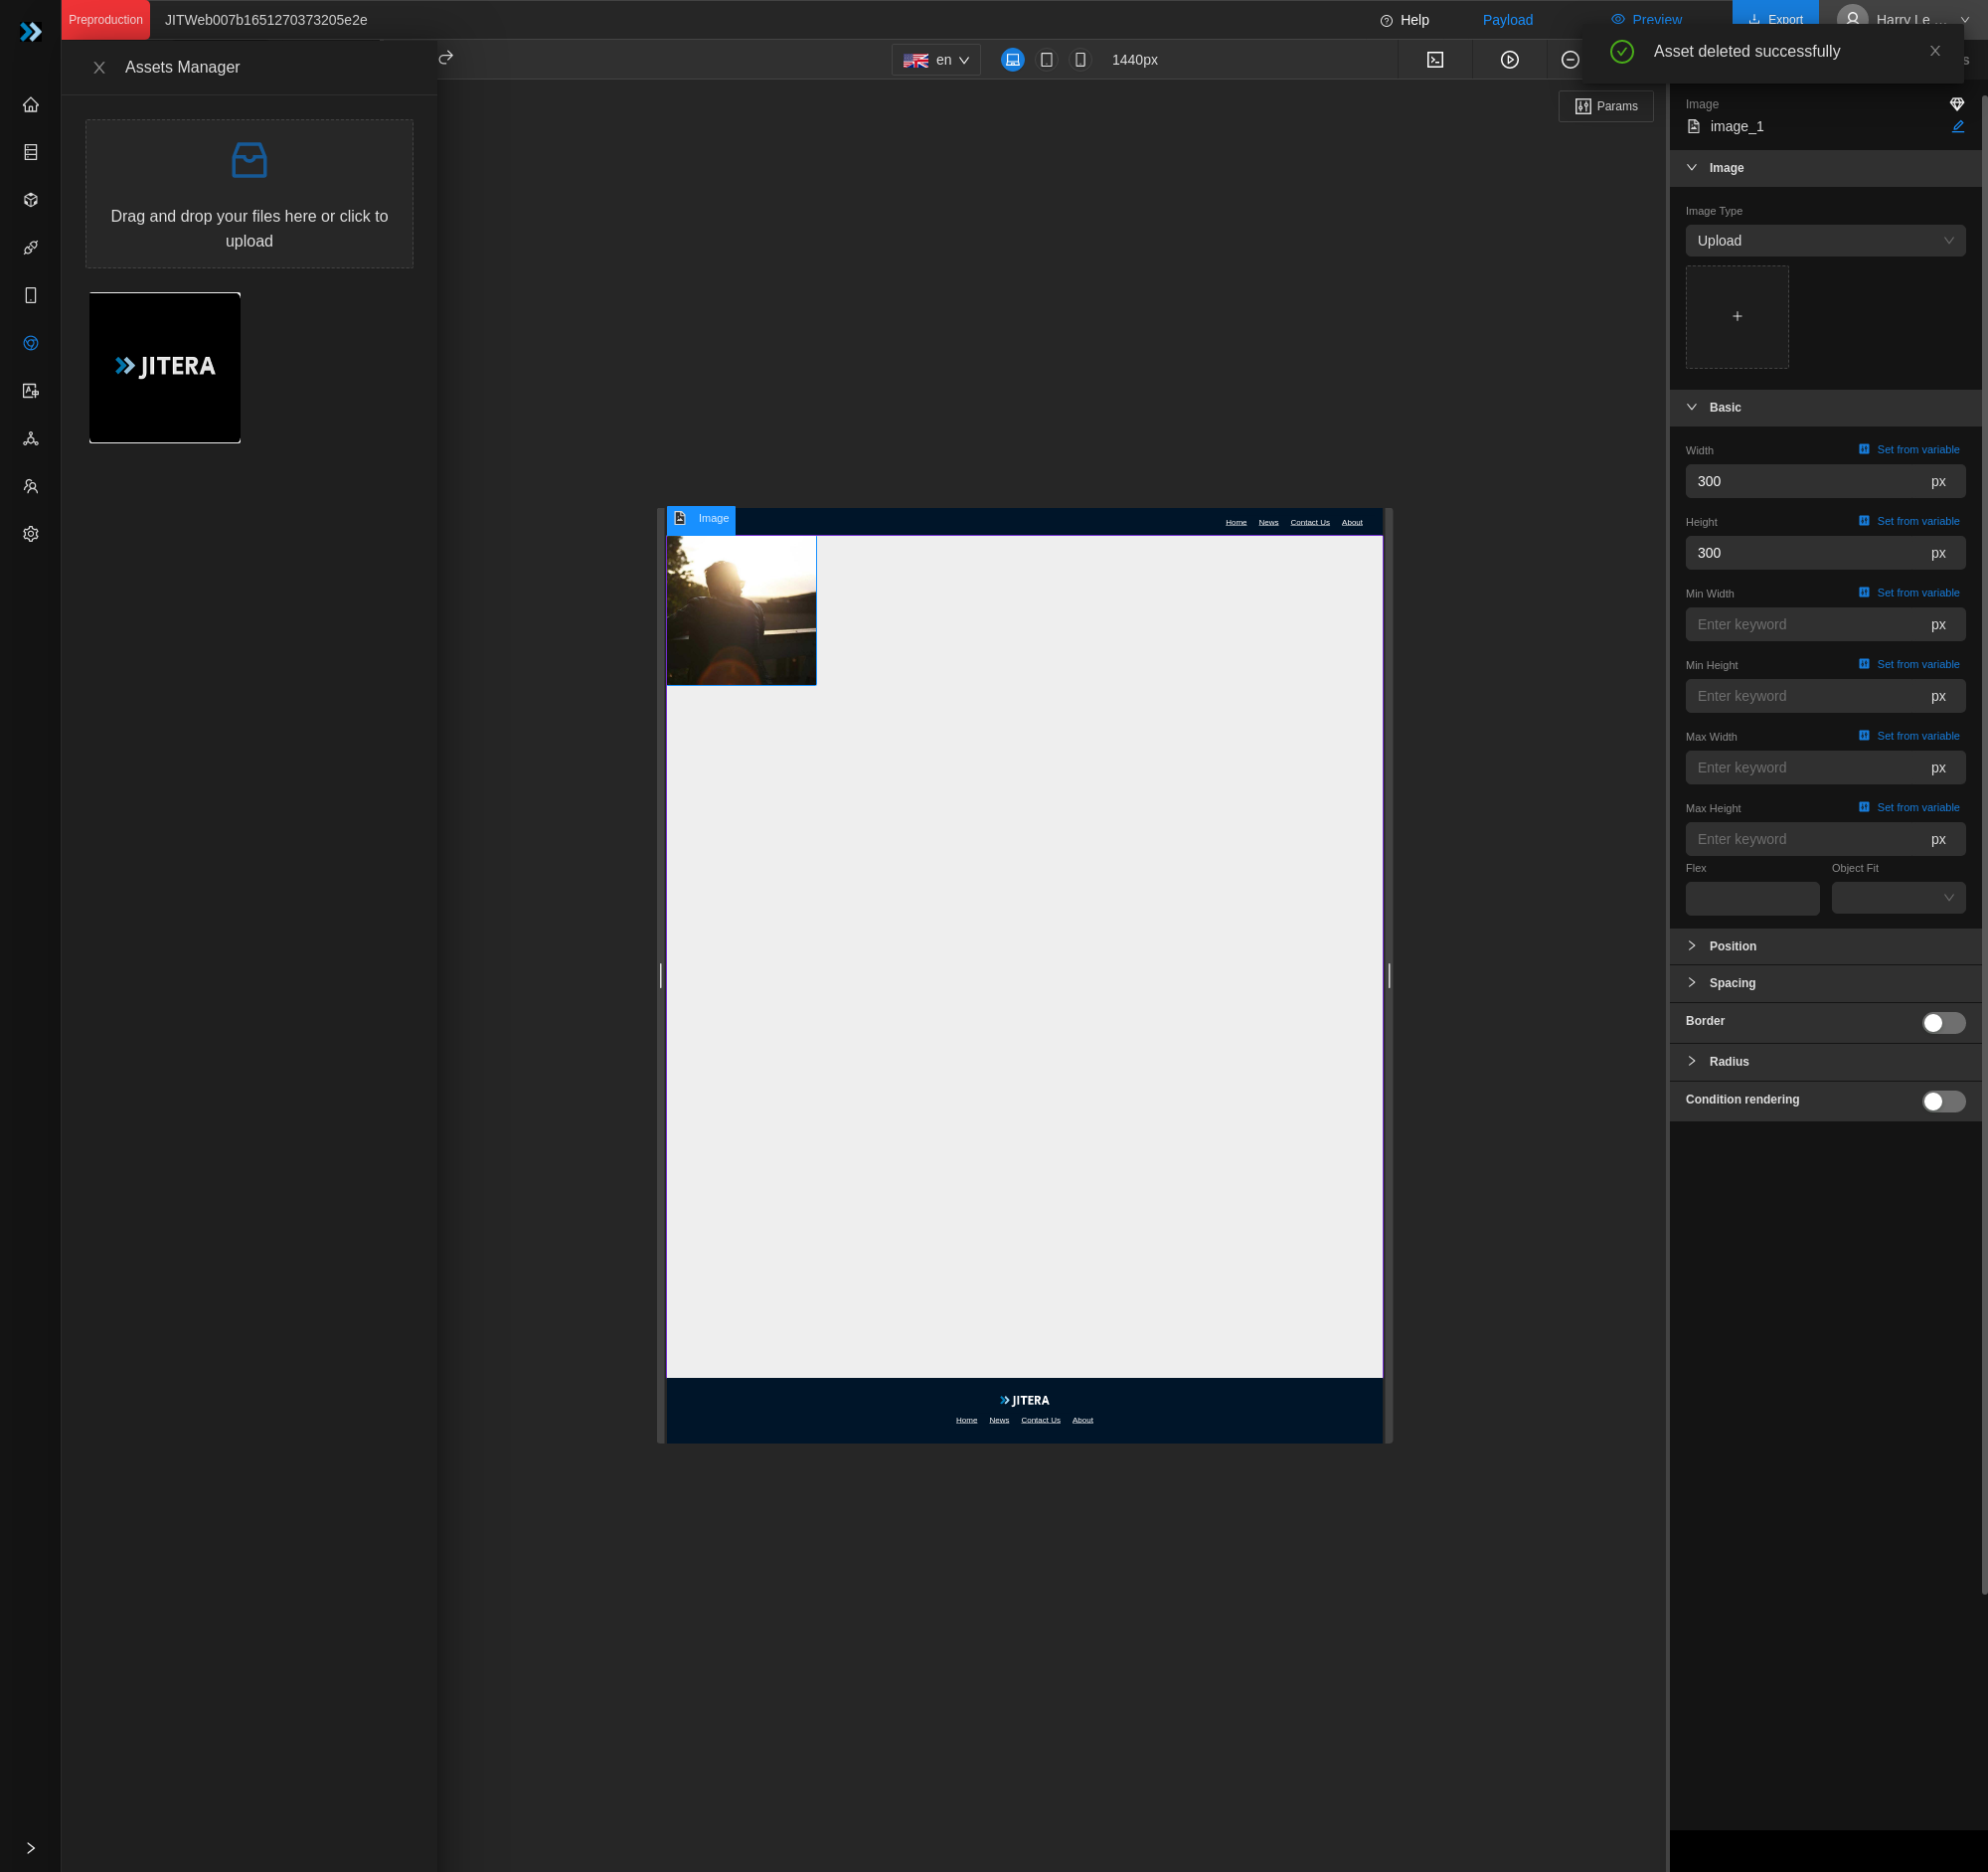 Preproduction
JITWeb007b1651270373205e2e
Help
Payload
Preview
Export
Harry Le ...
Asset deleted successfully
Assets Manager
en
1440px
Params
Drag and drop your files here or click to
upload
JITERA
Image
image_1
Image
Image Type
Upload
Basic
Width
Set from variable
300
px
Height
Set from variable
300
px
Min Width
Set from variable
Enter keyword
px
Min Height
Set from variable
Enter keyword
px
Max Width
Set from variable
Enter keyword
px
Max Height
Set from variable
Enter keyword
px
Flex
Object Fit
Position
Spacing
Border
Radius
Condition rendering
Image
Home
News
Contact Us
About
JITERA
Home
News
Contact Us
About